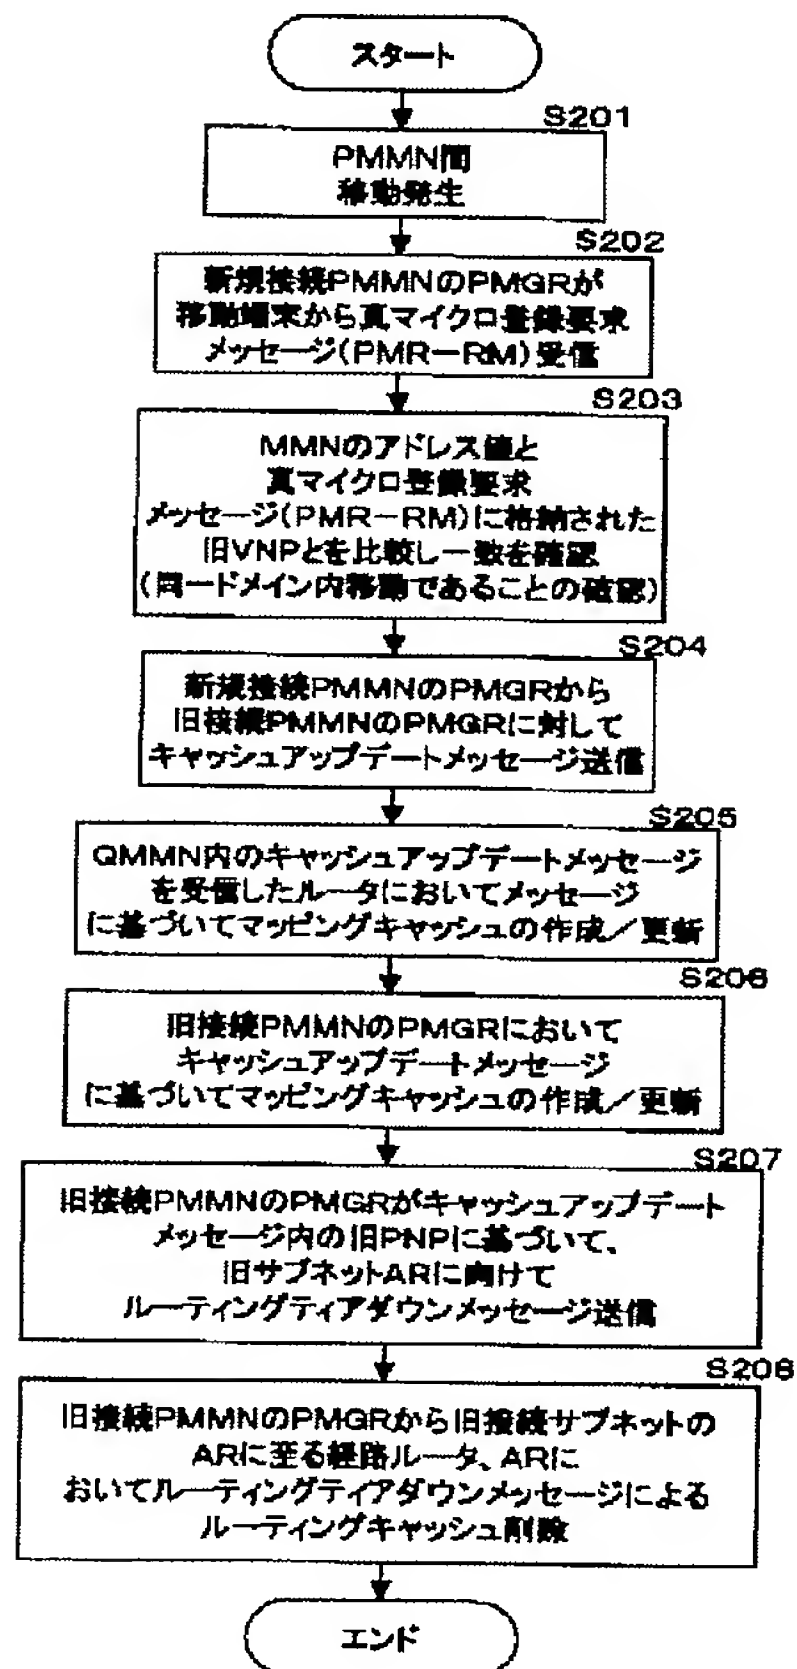 スタート
S201
PMMN間
移動発生
S202
新規接続PMMNのPMGRが
移動端末から真マイクロ登録要求
メッセージ(PMR-RM)受信
S203
MMNのアドレス値と
真マイクロ登録要求
メッセージ(PMR-RM)に格納された
旧VNPとを比較し一致を確認
(同一ドメイン内移動であることの確認)
S204
新規接続PMMNのPMGRから
旧接続PMMNのPMGRに対して
キャッシュアップデートメッセージ送信
S205
QMMN内のキャッシュアップデートメッセージ
を受信したルータにおいてメッセージ
に基づいてマッピングキャッシュの作成/更新
S206
旧接続PMMNのPMGRにおいて
キャッシュアップデートメッセージ
に基づいてマッピングキャッシュの作成/更新
S207
旧接続PMMNのPMGRがキャッシュアップデート
メッセージ内の旧PNPに基づいて、
旧サブネットARに向けて
ルーティングティアダウンメッセージ送信
S208
旧接続PMMNのPMGRから旧接続サブネットの
ARに至る経路ルータ、ARに
おいてルーティングティアダウンメッセージによる
ルーティングキャッシュ削除
エンド